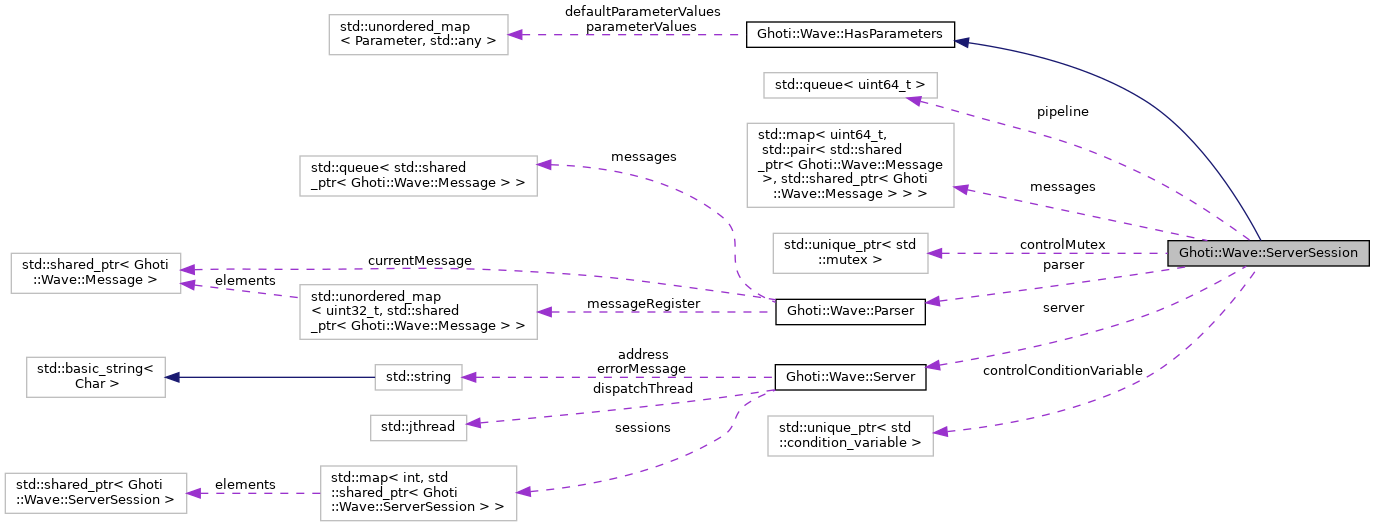 defaultParameterValues
parameterValues
std::unordered_map
< Parameter, std::any >
Ghoti::Wave::HasParameters
std::queue< uint64_t >
pipeline
std::map< uint64_t,
std::pair< std::shared
_ptr< Ghoti::Wave::Message
>, std::shared_ptr< Ghoti
::Wave::Message > > >
messages
std::queue< std::shared
_ptr< Ghoti::Wave::Message > >
messages
std::unique_ptr< std
::mutex >
controlMutex
Ghoti::Wave::ServerSession
std::shared_ptr< Ghoti
::Wave::Message >
currentMessage
elements
parser
std::unordered_map
< uint32_t, std::shared
_ptr< Ghoti::Wave::Message > >
messageRegister
Ghoti::Wave::Parser
server
std::basic_string<
Char >
std::string
address
errorMessage
Ghoti::Wave::Server
controlConditionVariable
dispatchThread
std::jthread
sessions
std::unique_ptr< std
::condition_variable >
std::shared_ptr< Ghoti
::Wave::ServerSession >
elements
std::map< int, std
::shared_ptr< Ghoti
::Wave::ServerSession > >